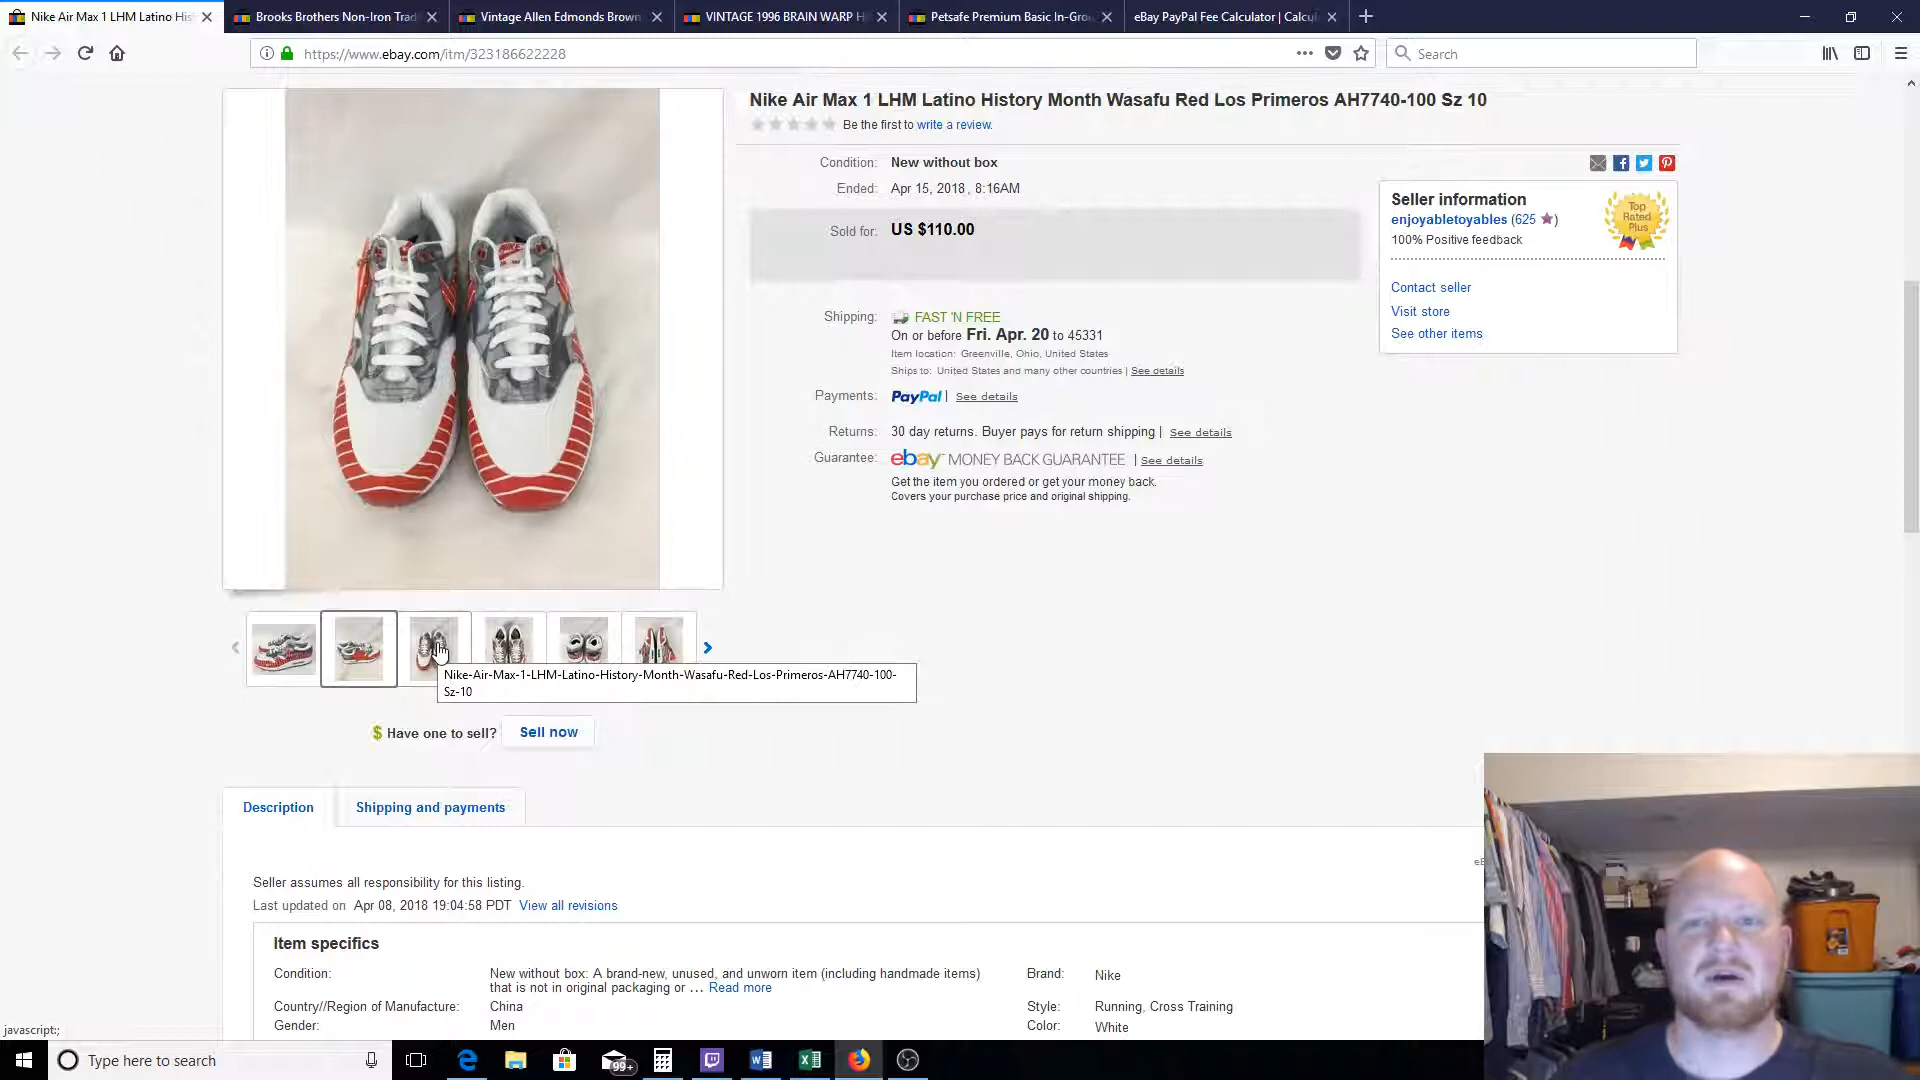 Nike Air Max 1 LHM Latino His
Brooks Brothers Non-Iron Trad
Vintage Allen Edmonds Brown
VINTAGE 1996 BRAIN WARP H
Petsafe Premium Basic In-Grou
eBay PayPal Fee Calculator | Calcul
https://www.ebay.com/itm/323186622228
Search
Nike Air Max 1 LHM Latino History Month Wasafu Red Los Primeros AH7740-100 Sz 10
Be the first to write a review.
Condition: New without box
Ended: Apr 15, 2018 , 8:16AM
Sold for: US $110.00
Seller information
enjoyabletoyables (625 )
100% Positive feedback
Top Rated Plus
Contact seller
Visit store
See other items
Shipping: FAST 'N FREE
On or before Fri. Apr. 20 to 45331
Item location: Greenville, Ohio, United States
Ships to: United States and many other countries | See details
Payments: PayPal | See details
Returns: 30 day returns. Buyer pays for return shipping | See details
Guarantee: ebay MONEY BACK GUARANTEE | See details
Get the item you ordered or get your money back.
Covers your purchase price and original shipping.
Nike-Air-Max-1-LHM-Latino-History-Month-Wasafu-Red-Los-Primeros-AH7740-100-
Sz-10
$ Have one to sell? Sell now
Description
Shipping and payments
Seller assumes all responsibility for this listing.
Last updated on Apr 08, 2018 19:04:58 PDT View all revisions
Item specifics
Condition: New without box: A brand-new, unused, and unworn item (including handmade items)
that is not in original packaging or … Read more
Brand: Nike
Country//Region of Manufacture: China
Style: Running, Cross Training
Gender: Men
Color: White
javascript:;
Type here to search
99+